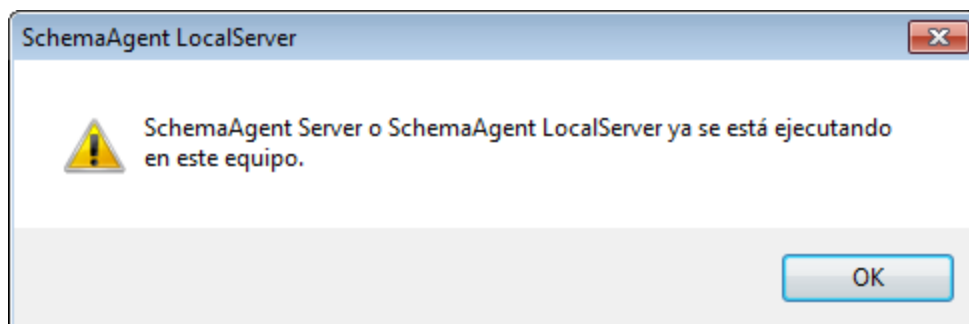 SchemaAgent LocalServer
SchemaAgent Server o SchemaAgent LocalServer ya se está ejecutando
en este equipo.
OK